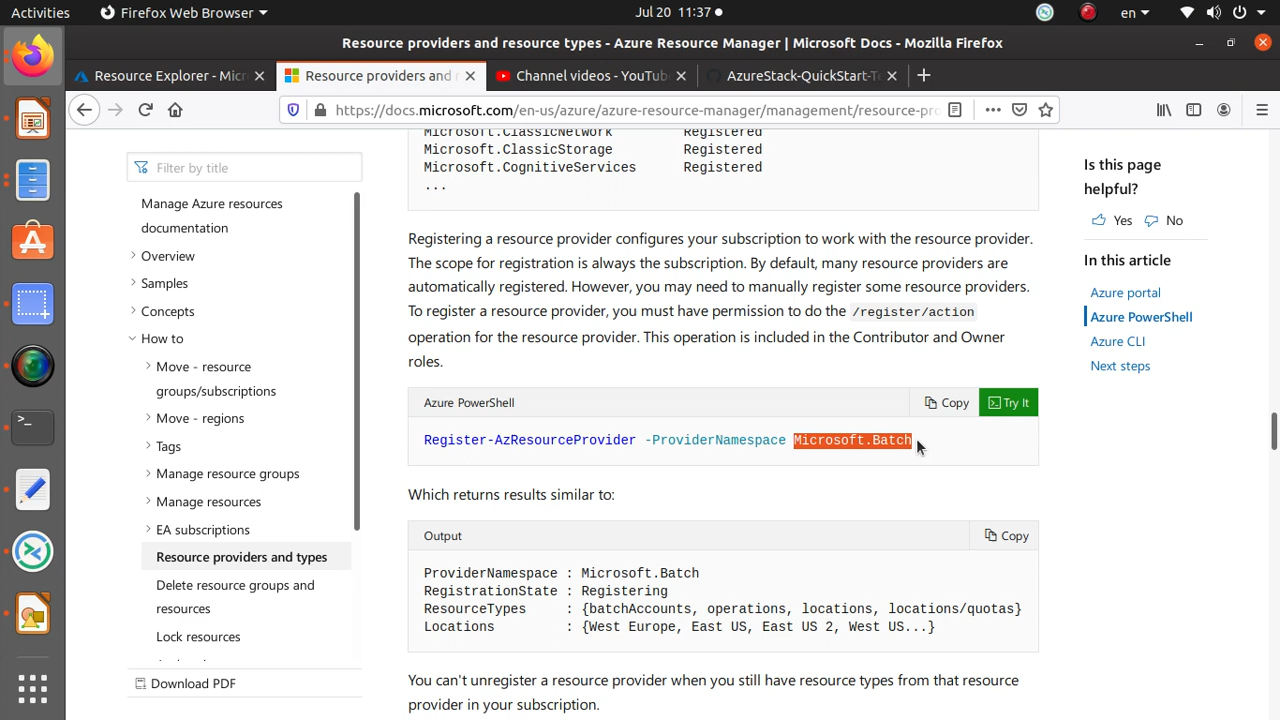 Activities
Firefox Web Browser
Jul 20 11:37
en
Resource providers and resource types - Azure Resource Manager | Microsoft Docs - Mozilla Firefox
Resource Explorer - Micr
Resource providers and r
Channel videos - YouTube
AzureStack-QuickStart-Te
https://docs.microsoft.com/en-us/azure/azure-resource-manager/management/resource-pro
Filter by title
Manage Azure resources
documentation
Overview
Samples
Concepts
How to
Move - resource
groups/subscriptions
Move - regions
Tags
Manage resource groups
Manage resources
EA subscriptions
Resource providers and types
Delete resource groups and
resources
Lock resources
Download PDF
Microsoft.ClassicNetwork Registered
Microsoft.ClassicStorage Registered
Microsoft.CognitiveServices Registered
...
Registering a resource provider configures your subscription to work with the resource provider.
The scope for registration is always the subscription. By default, many resource providers are
automatically registered. However, you may need to manually register some resource providers.
To register a resource provider, you must have permission to do the /register/action
operation for the resource provider. This operation is included in the Contributor and Owner
roles.
Azure PowerShell
Copy
Try It
Register-AzResourceProvider -ProviderNamespace Microsoft.Batch
Which returns results similar to:
Output
Copy
ProviderNamespace : Microsoft.Batch
RegistrationState : Registering
ResourceTypes : {batchAccounts, operations, locations, locations/quotas}
Locations : {West Europe, East US, East US 2, West US...}
You can't unregister a resource provider when you still have resource types from that resource
provider in your subscription.
Is this page
helpful?
Yes
No
In this article
Azure portal
Azure PowerShell
Azure CLI
Next steps